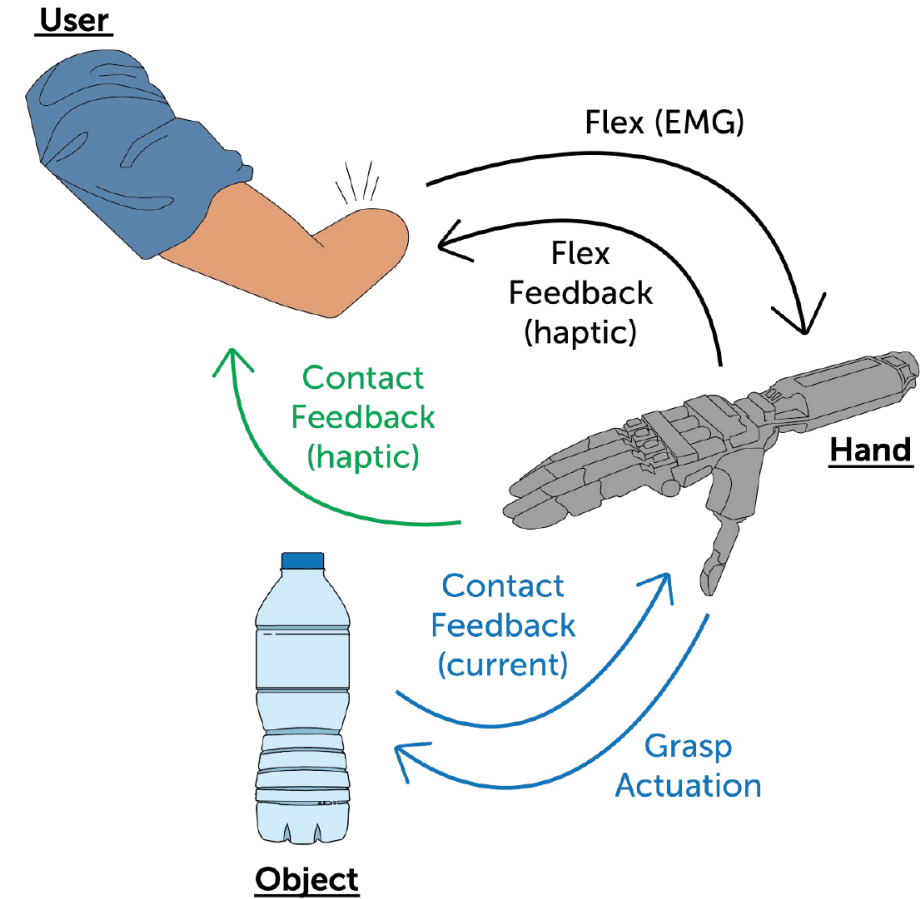 User
Flex (EMG)
Flex
Feedback
(haptic)
Contact
Feedback
(haptic)
Hand
Contact
Feedback
(current)
Grasp
Actuation
Object